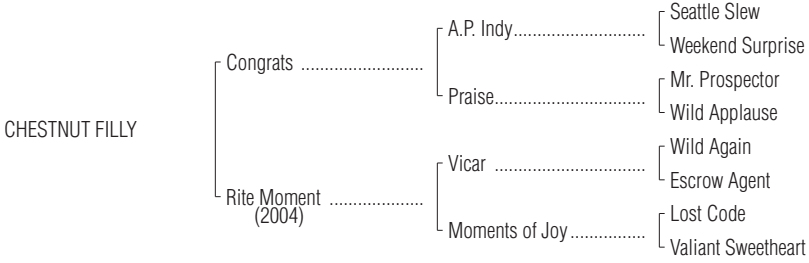 Seattle Slew
A.P. Indy..............................
Weekend Surprise
Congrats ...........................
Mr. Prospector
Praise..................................
Wild Applause
CHESTNUT FILLY
Wild Again
Vicar ..................................
Escrow Agent
Rite Moment .....................
(2004)
Lost Code
Moments of Joy.................
Valiant Sweetheart